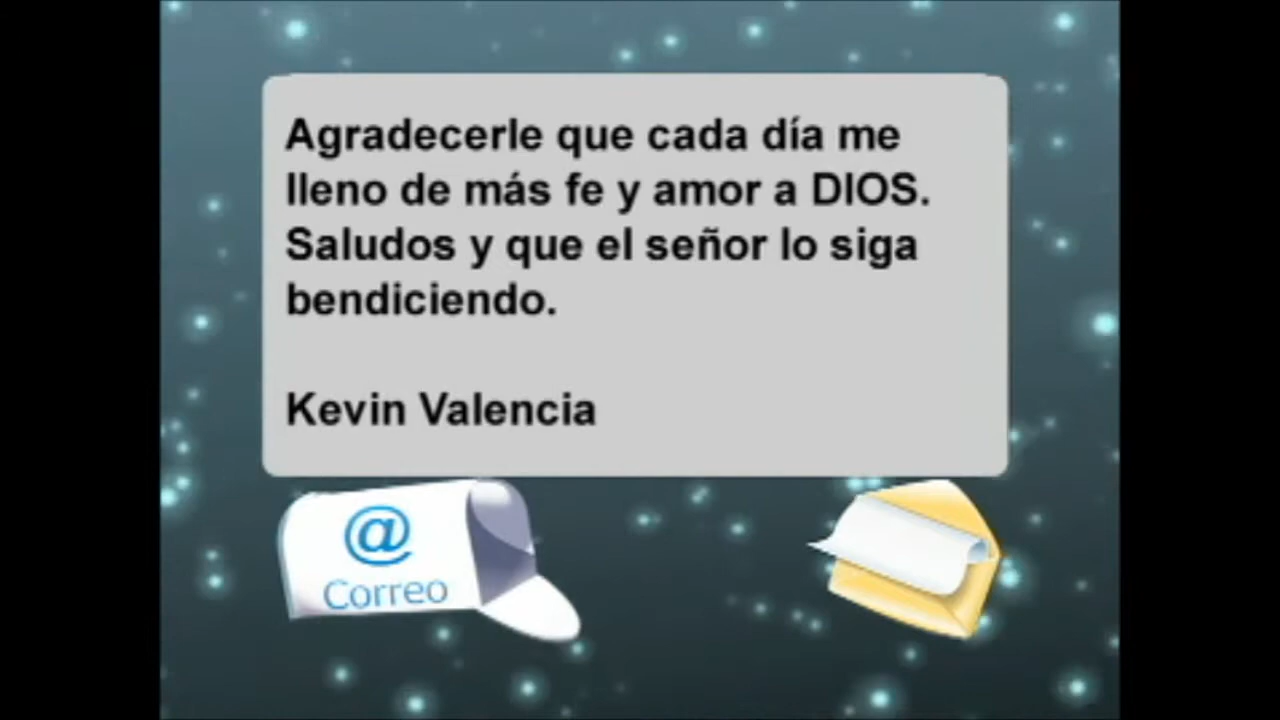 Agradecerle que cada día me
lleno de más fe y amor a DIOS.
Saludos y que el señor lo siga
bendiciendo.
Kevin Valencia
@
Correo